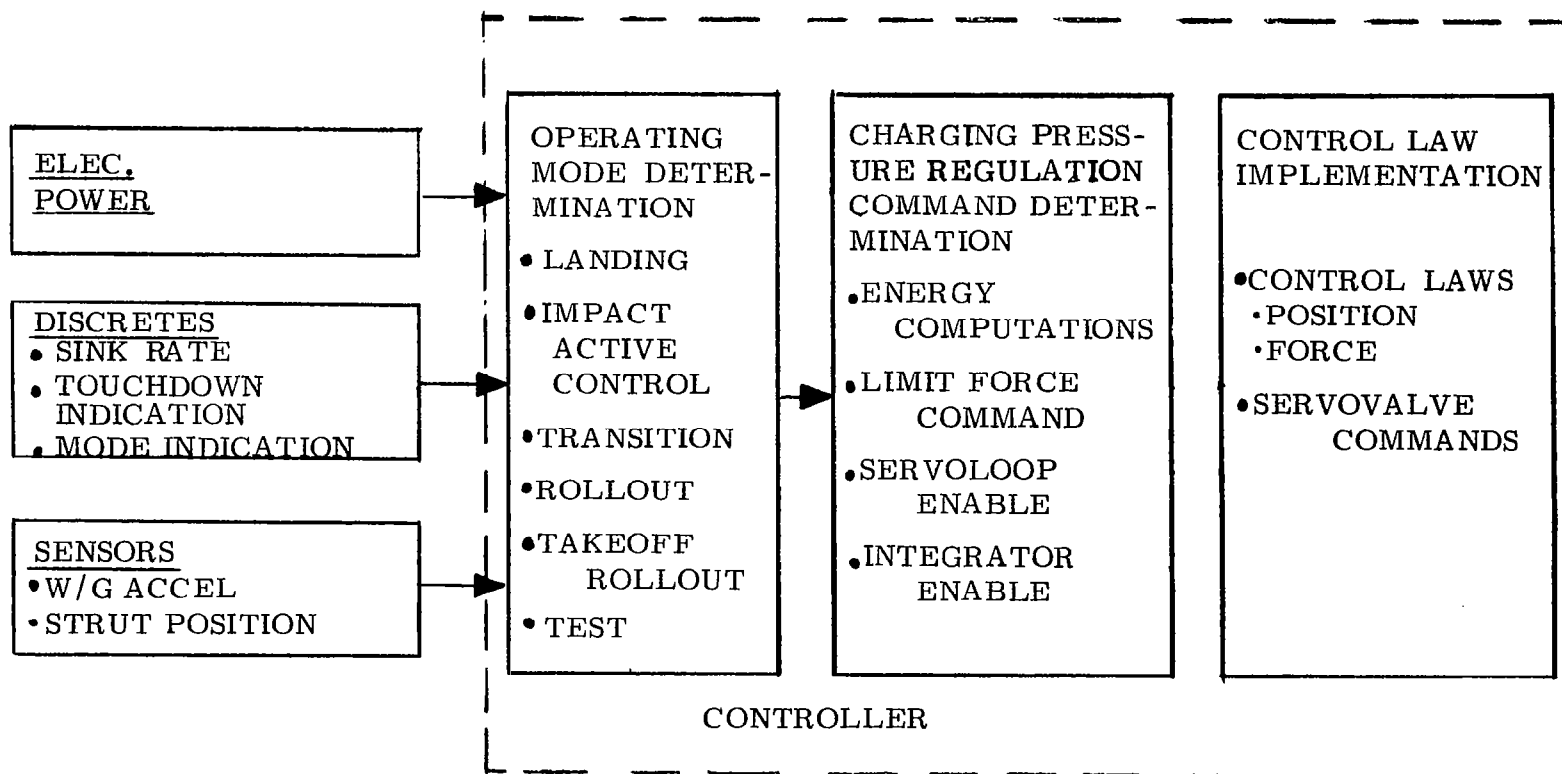 ELEC.
POWER
DISCRETES
• SINK RATE
• TOUCHDOWN
INDICATION
• MODE INDICATION
SENSORS
• W/G ACCEL
• STRUT POSITION
OPERATING
MODE DETER-
MINATION
• LANDING
• IMPACT
ACTIVE
CONTROL
• TRANSITION
• ROLLOUT
• TAKEOFF
ROLLOUT
• TEST
CHARGING PRESS-
URE REGULATION
COMMAND DETER-
MINATION
• ENERGY
COMPUTATIONS
• LIMIT FORCE
COMMAND
• SERVOLOOP
ENABLE
• INTEGRATOR
ENABLE
CONTROL LAW
IMPLEMENTATION
• CONTROL LAWS
· POSITION
· FORCE
• SERVOVALVE
COMMANDS
CONTROLLER